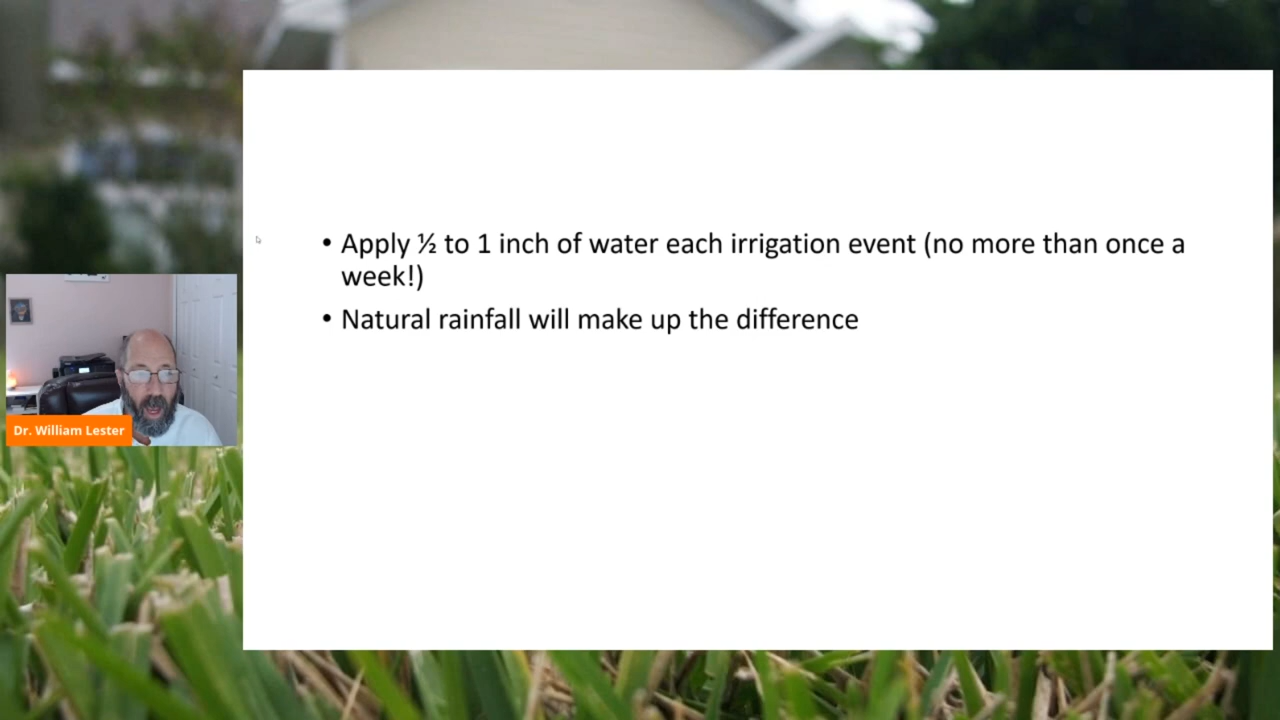 • Apply ½ to 1 inch of water each irrigation event (no more than once a
week!)
• Natural rainfall will make up the difference
Dr. William Lester